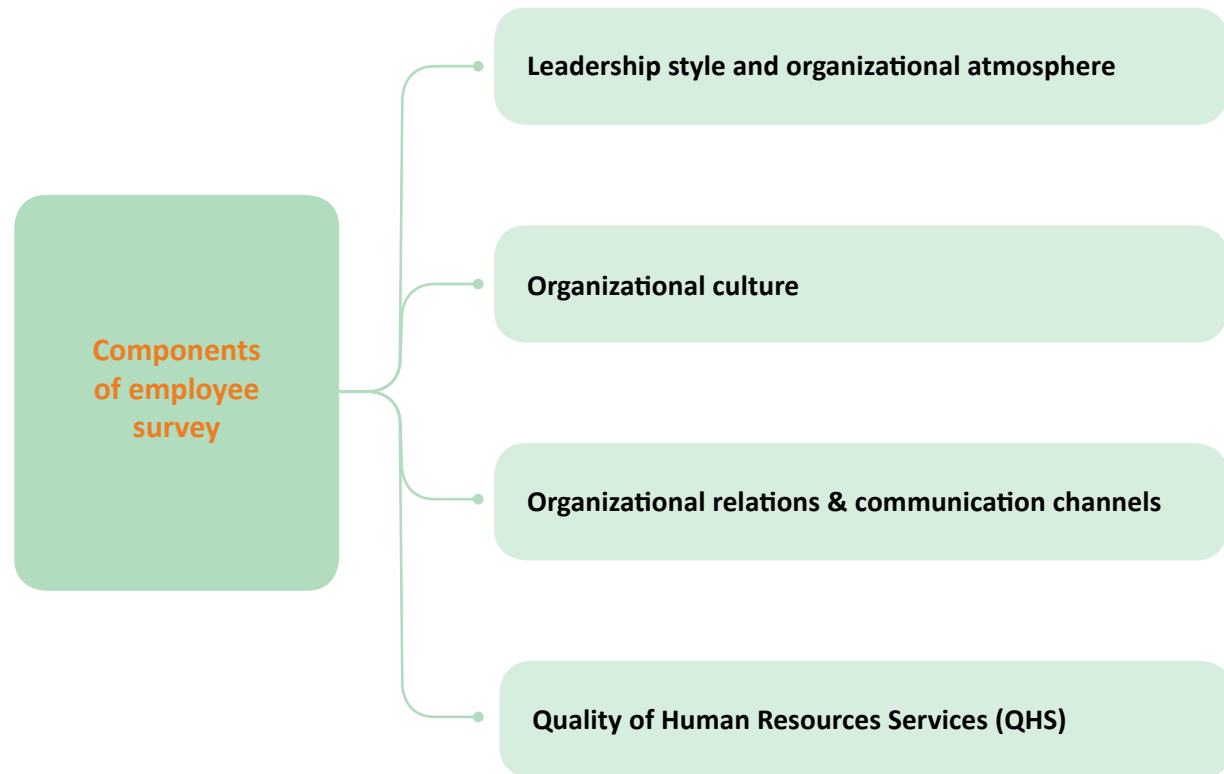 Leadership style and organizational atmosphere
Organizational culture
Components
of employee
survey
Organizational relations & communication channels
Quality of Human Resources Services (QHS)